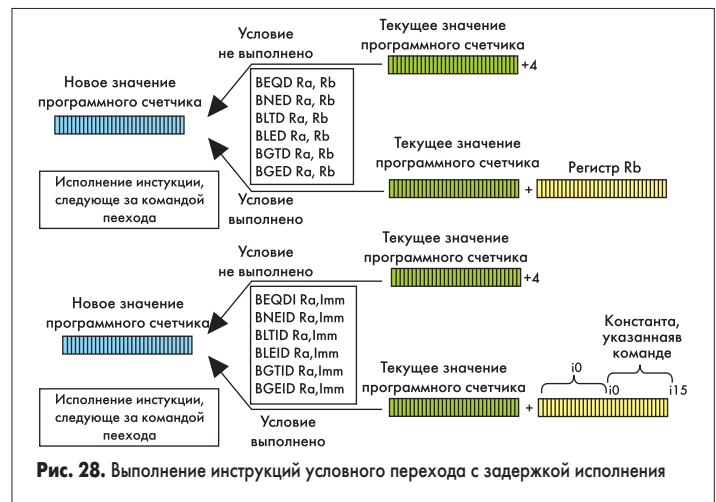 Условие
не выполнено
Текущее значение
программного счетчика
+4
Новое значение
программного счетчика
BEQD Ra, Rb
BNED Ra, Rb
BLTD Ra, Rb
BLED Ra, Rb
BGTD Ra, Rb
BGED Ra, Rb
Текущее значение
программного счетчика
+
Регистр Rb
Исполнение инстукции,
следующе за командой
пеехода
Условие
выполнено
Условие
не выполнено
Текущее значение
программного счетчика
+4
Новое значение
программного счетчика
BEQDI Ra,Imm
BNEID Ra,Imm
BLTID Ra,Imm
BLEID Ra,Imm
BGTID Ra,Imm
BGEID Ra,Imm
Константа,
указаннаяв
команде
Текущее значение
программного счетчика
+
i0
i0
i15
Исполнение инстукции,
следующе за командой
пеехода
Условие
выполнено
Рис. 28. Выполнение инструкций условного перехода с задержкой исполнения